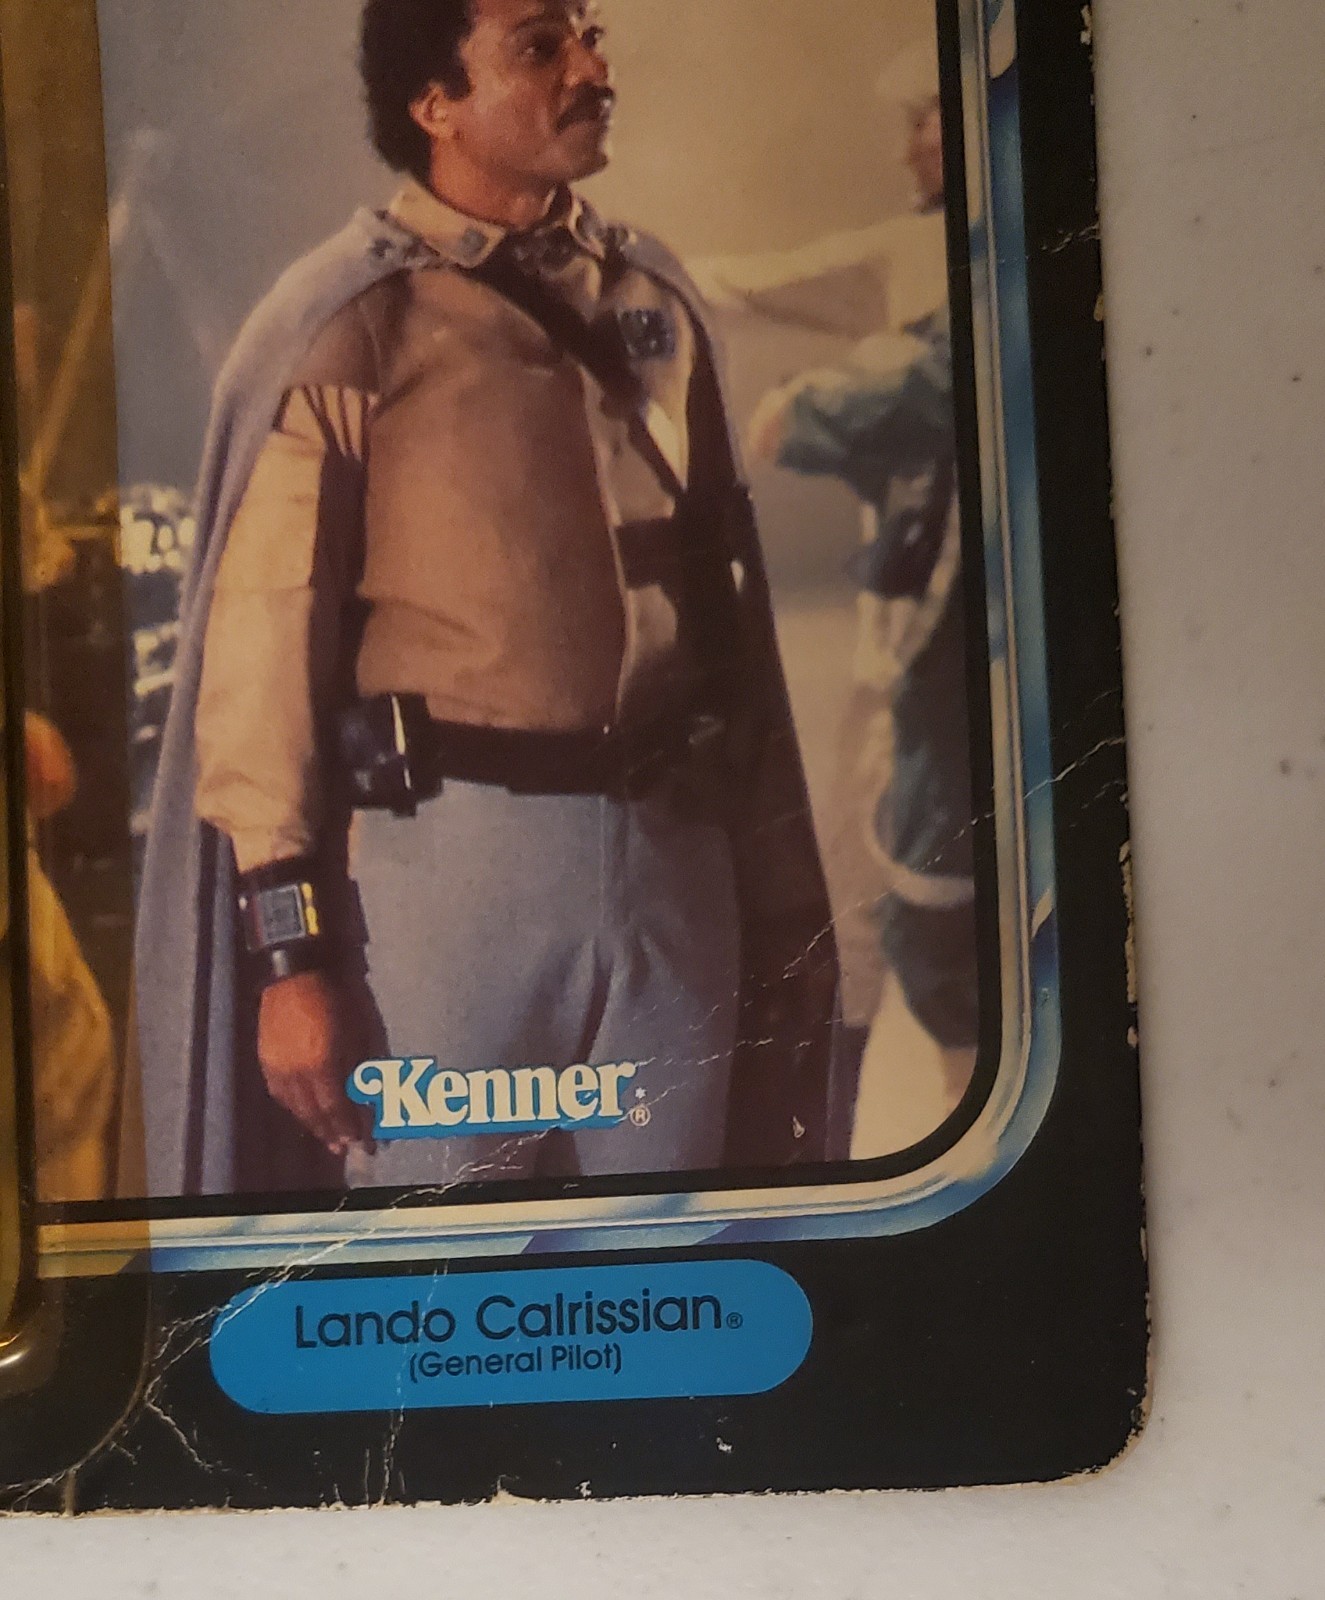 Kenner®
Lando Calrissian®
(General Pilot)